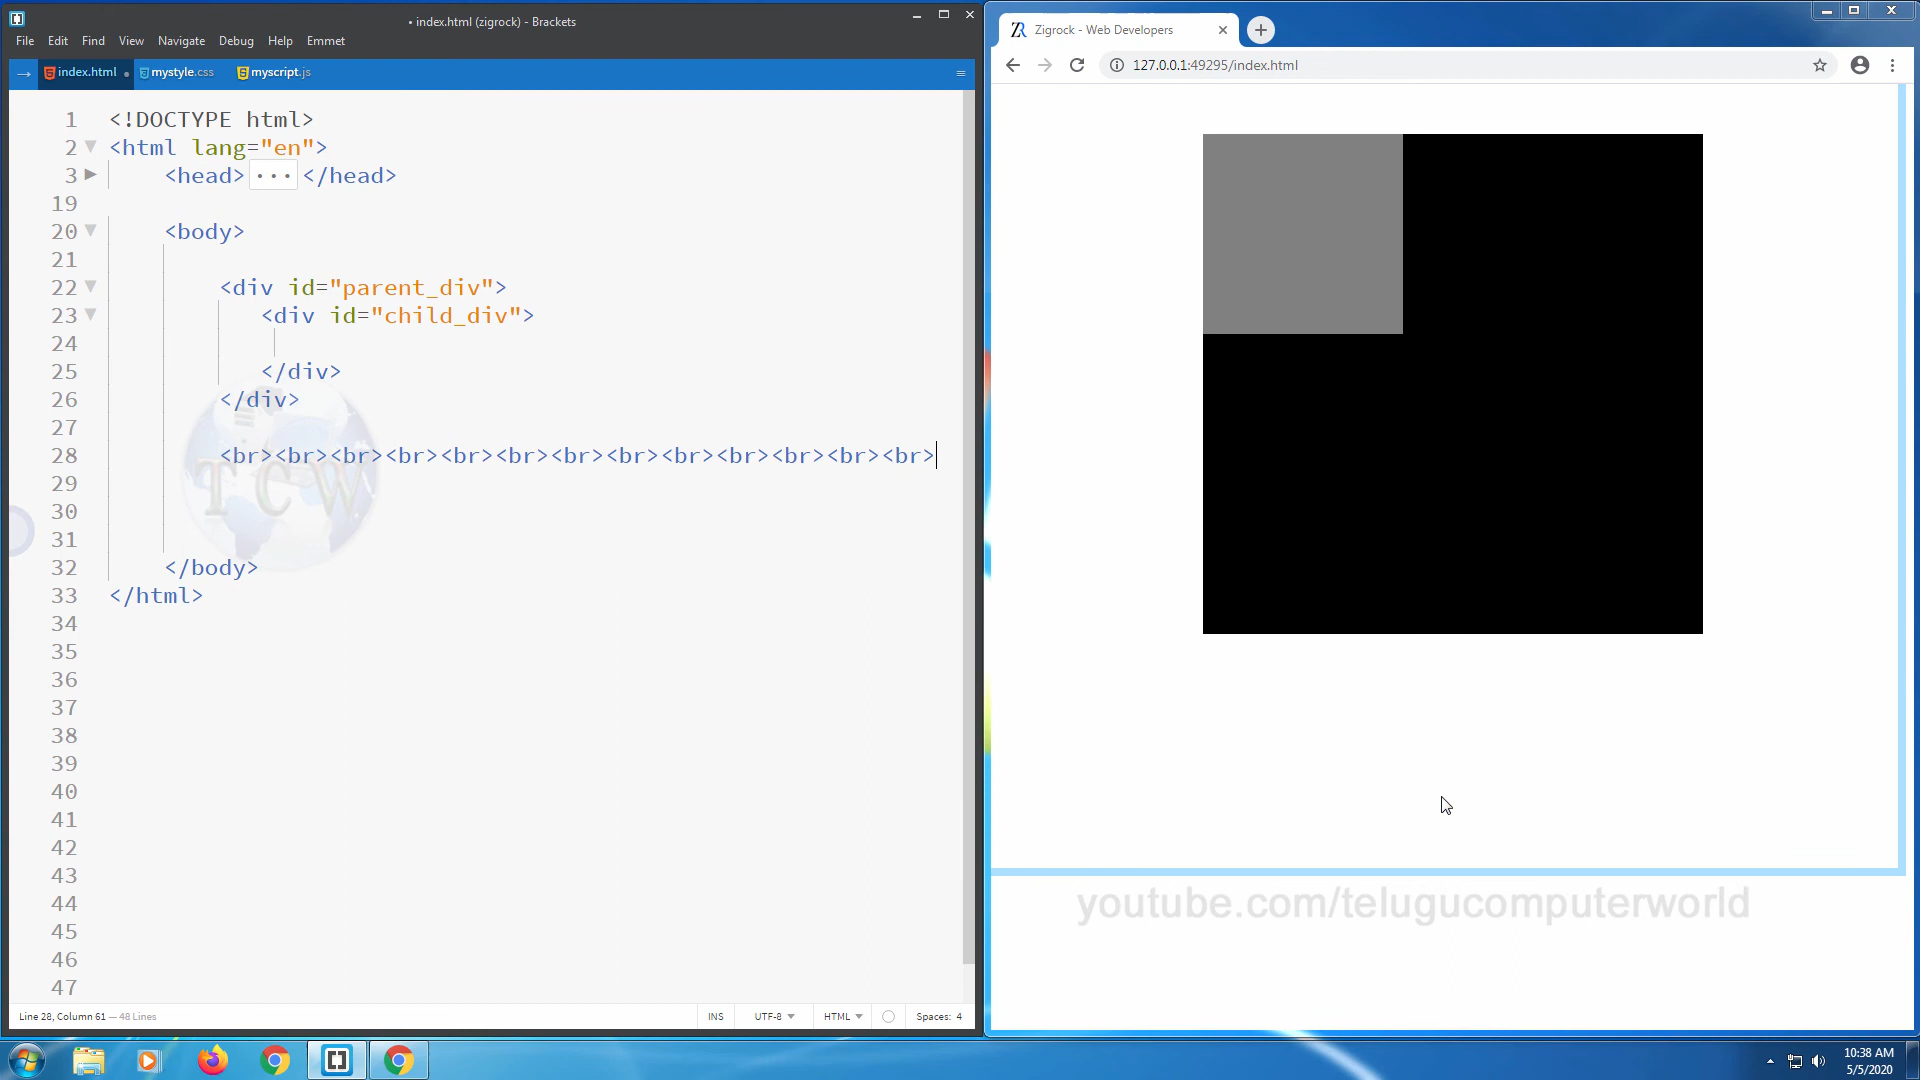 • index.html (zigrock) - Brackets
File Edit Find View Navigate Debug Help Emmet
index.html • mystyle.css myscript.js
1 <!DOCTYPE html>
2 <html lang="en">
3 <head>...</head>
19
20 <body>
21
22 <div id="parent_div">
23 <div id="child_div">
24
25 </div>
26 </div>
27
28 <br><br><br><br><br><br><br><br><br><br><br><br><br>
29
30
31
32 </body>
33 </html>
34
35
36
37
38
39
40
41
42
43
44
45
46
47
TCW
Line 28, Column 61 — 48 Lines
INS UTF-8 HTML Spaces: 4
Zigrock - Web Developers
127.0.0.1:49295/index.html
youtube.com/telugucomputerworld
10:38 AM
5/5/2020